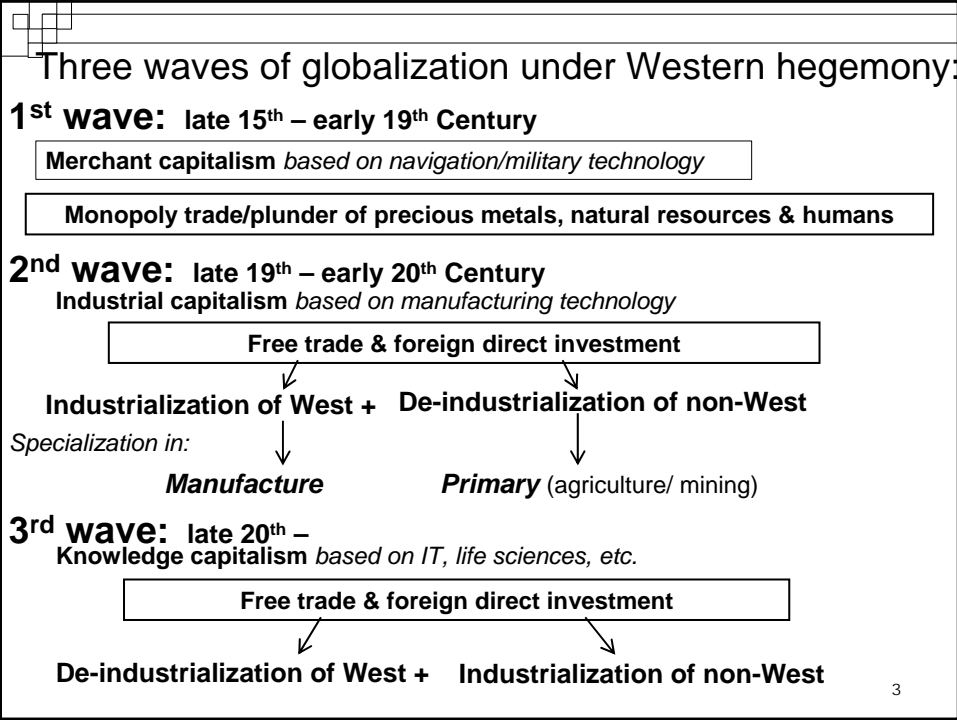 Three waves of globalization under Western hegemony:
1st wave: late 15th – early 19th Century
Merchant capitalism based on navigation/military technology
Monopoly trade/plunder of precious metals, natural resources & humans
2nd wave: late 19th – early 20th Century
Industrial capitalism based on manufacturing technology
Free trade & foreign direct investment
Industrialization of West + De-industrialization of non-West
Specialization in:
Manufacture Primary (agriculture/ mining)
3rd wave: late 20th –
Knowledge capitalism based on IT, life sciences, etc.
Free trade & foreign direct investment
De-industrialization of West + Industrialization of non-West
3